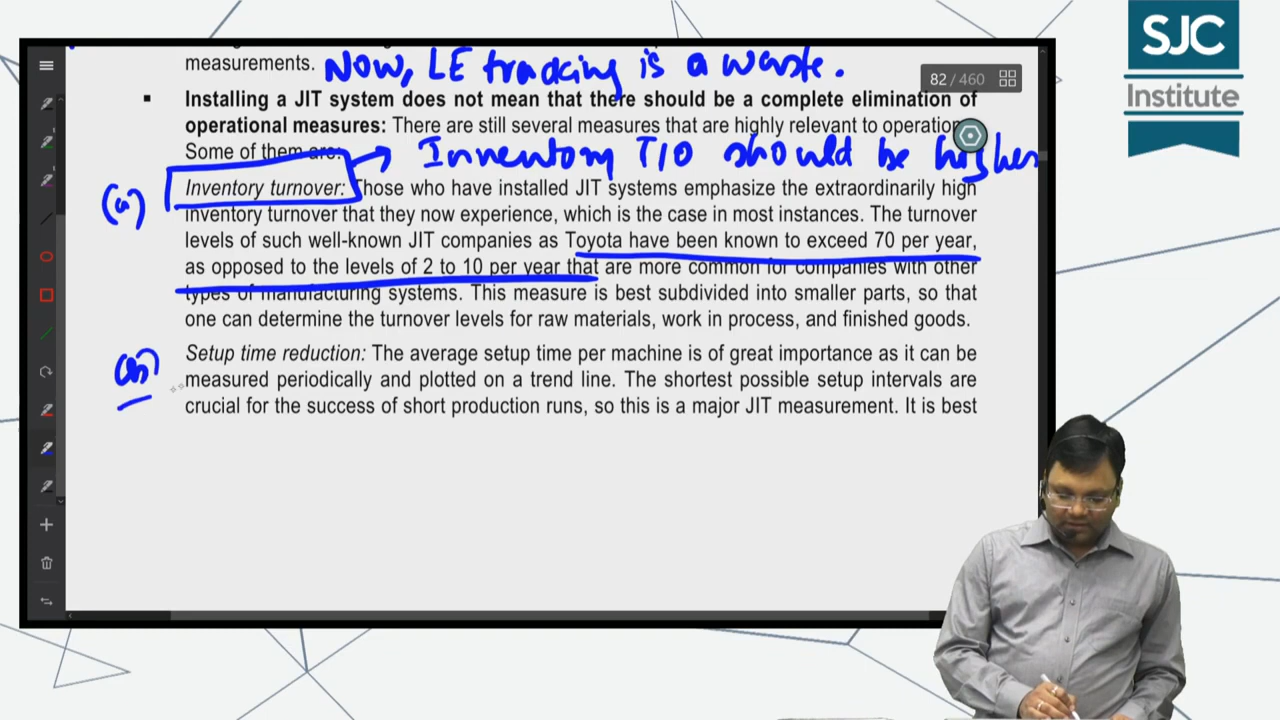 SJC
Institute
measurements. Now, LE tracking is a waste.
82 / 460
▪ Installing a JIT system does not mean that there should be a complete elimination of
operational measures: There are still several measures that are highly relevant to operation
Some of them are: → Inventory T/O should be higher
(a) Inventory turnover: Those who have installed JIT systems emphasize the extraordinarily high
inventory turnover that they now experience, which is the case in most instances. The turnover
levels of such well-known JIT companies as Toyota have been known to exceed 70 per year,
as opposed to the levels of 2 to 10 per year that are more common for companies with other
types of manufacturing systems. This measure is best subdivided into smaller parts, so that
one can determine the turnover levels for raw materials, work in process, and finished goods.
(b) Setup time reduction: The average setup time per machine is of great importance as it can be
measured periodically and plotted on a trend line. The shortest possible setup intervals are
crucial for the success of short production runs, so this is a major JIT measurement. It is best